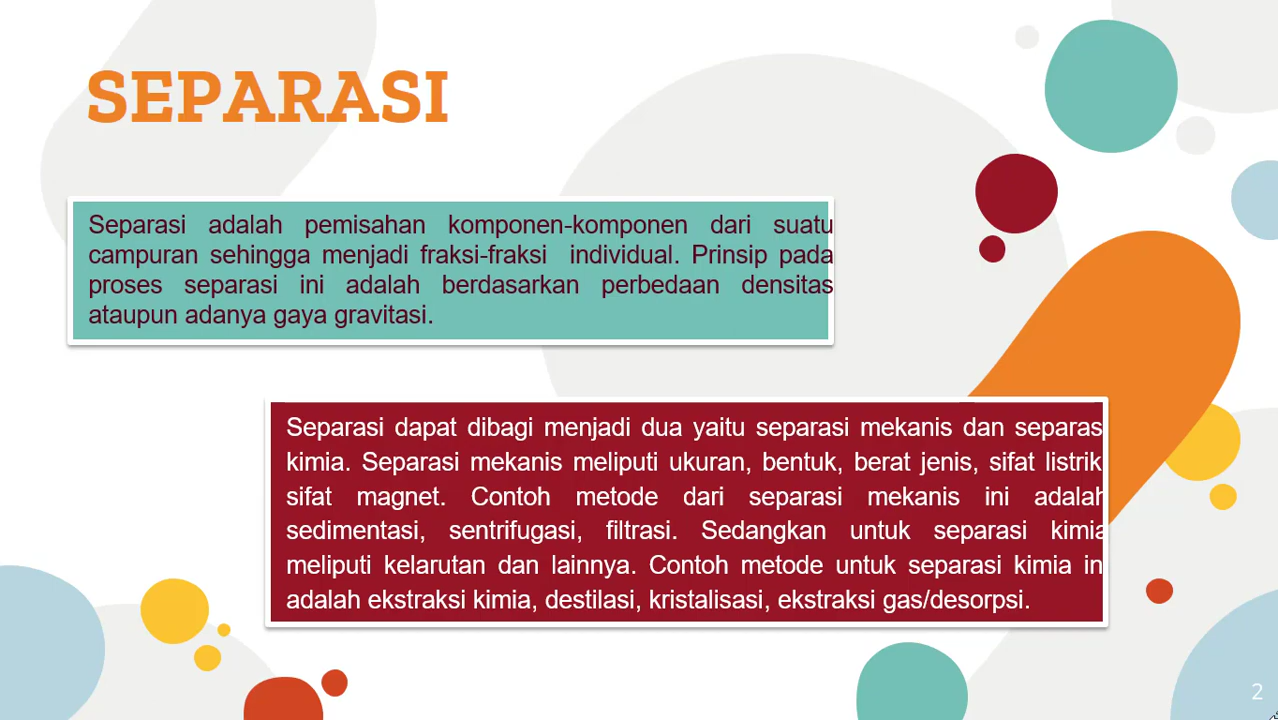 SEPARASI
Separasi adalah pemisahan komponen-komponen dari suatu
campuran sehingga menjadi fraksi-fraksi individual. Prinsip pada
proses separasi ini adalah berdasarkan perbedaan densitas
ataupun adanya gaya gravitasi.
Separasi dapat dibagi menjadi dua yaitu separasi mekanis dan separas
kimia. Separasi mekanis meliputi ukuran, bentuk, berat jenis, sifat listrik
sifat magnet. Contoh metode dari separasi mekanis ini adalah
sedimentasi, sentrifugasi, filtrasi. Sedangkan untuk separasi kimia
meliputi kelarutan dan lainnya. Contoh metode untuk separasi kimia in
adalah ekstraksi kimia, destilasi, kristalisasi, ekstraksi gas/desorpsi.
2